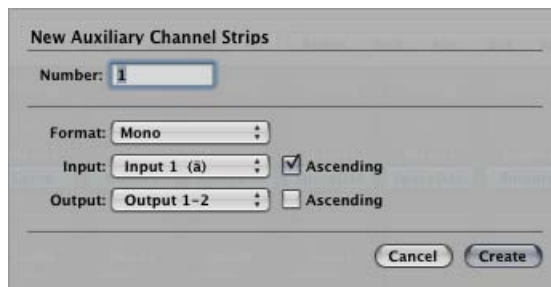 New Auxiliary Channel Strips
Number: 1
Format: Mono
Input: Input 1 (ā) Ascending
Output: Output 1-2 Ascending
Cancel Create